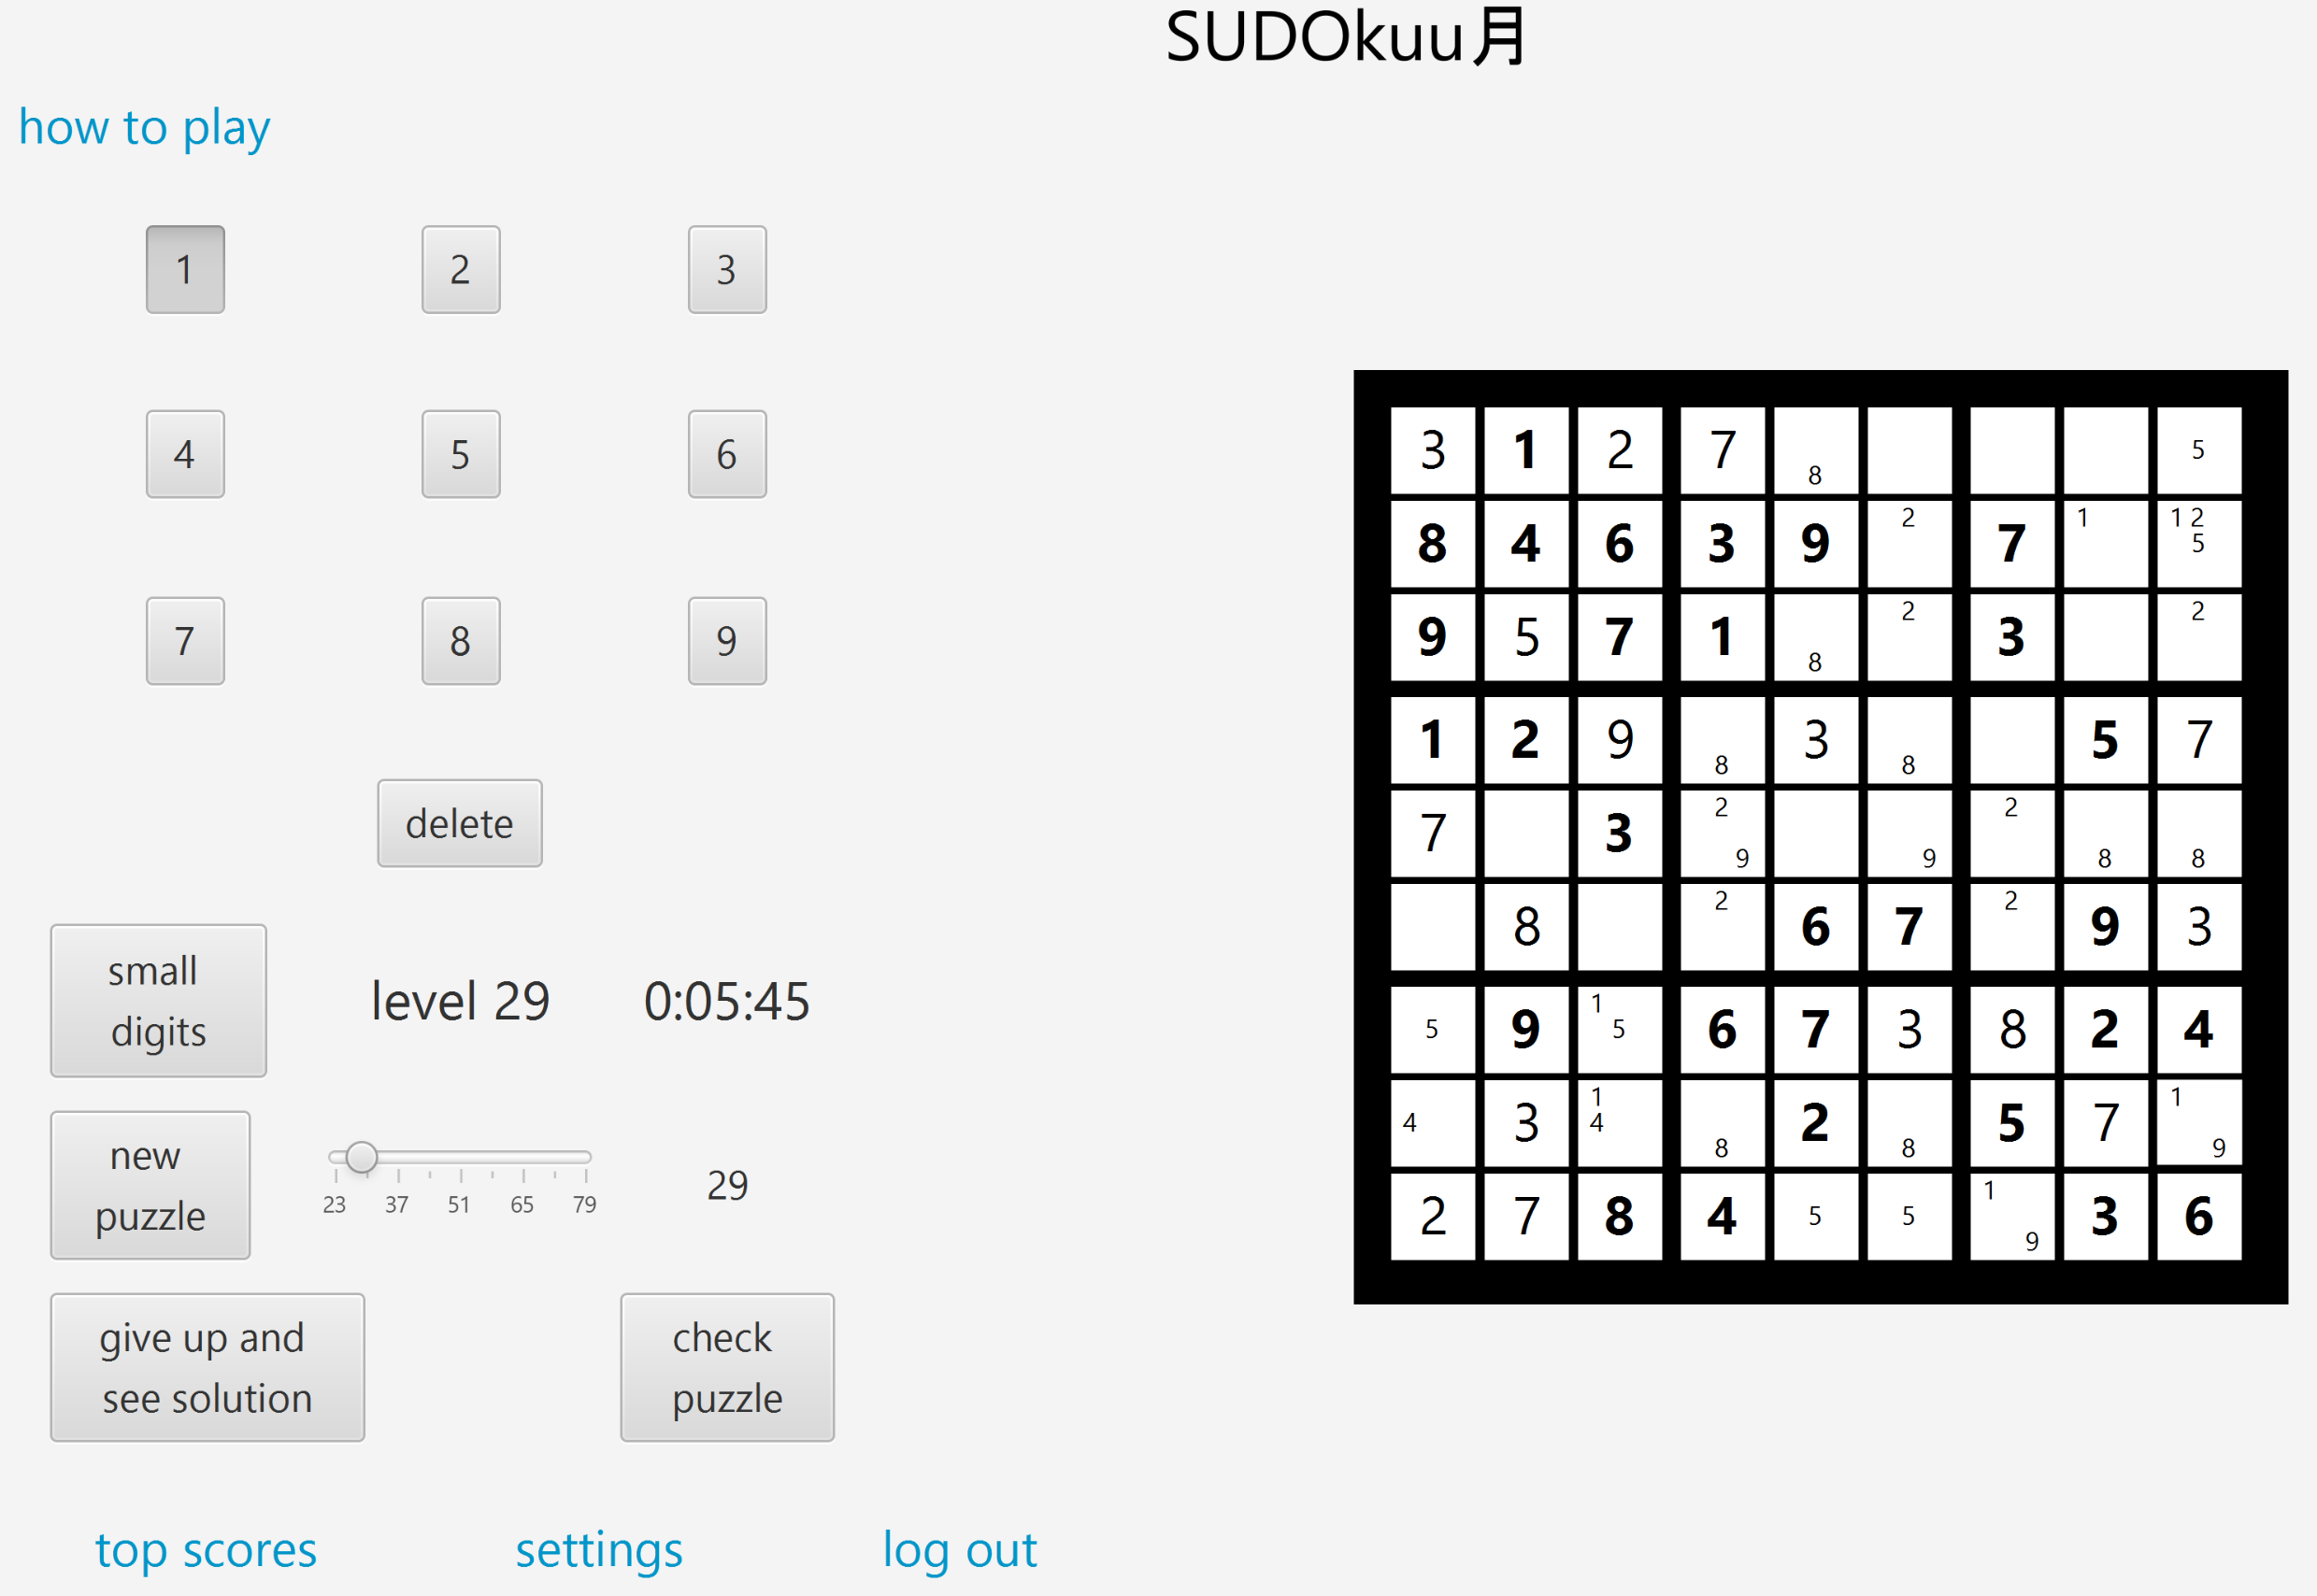 SUDOkuu月
how to play
1 2 3
4 5 6
7 8 9
delete
small
digits
level 29 0:05:45
new
puzzle
23 37 51 65 79
29
give up and
see solution
check
puzzle
top scores settings log out
3 1 2 7 8 5
8 4 6 3 9 2 7 1 1 2 5
9 5 7 1 8 2 3 2
1 2 9 8 3 8 5 7
7 3 2 9 9 2 8 8
8 2 6 7 2 9 3
5 9 1 5 6 7 3 8 2 4
4 3 1 4 8 2 8 5 7 1 9
2 7 8 4 5 5 1 9 3 6